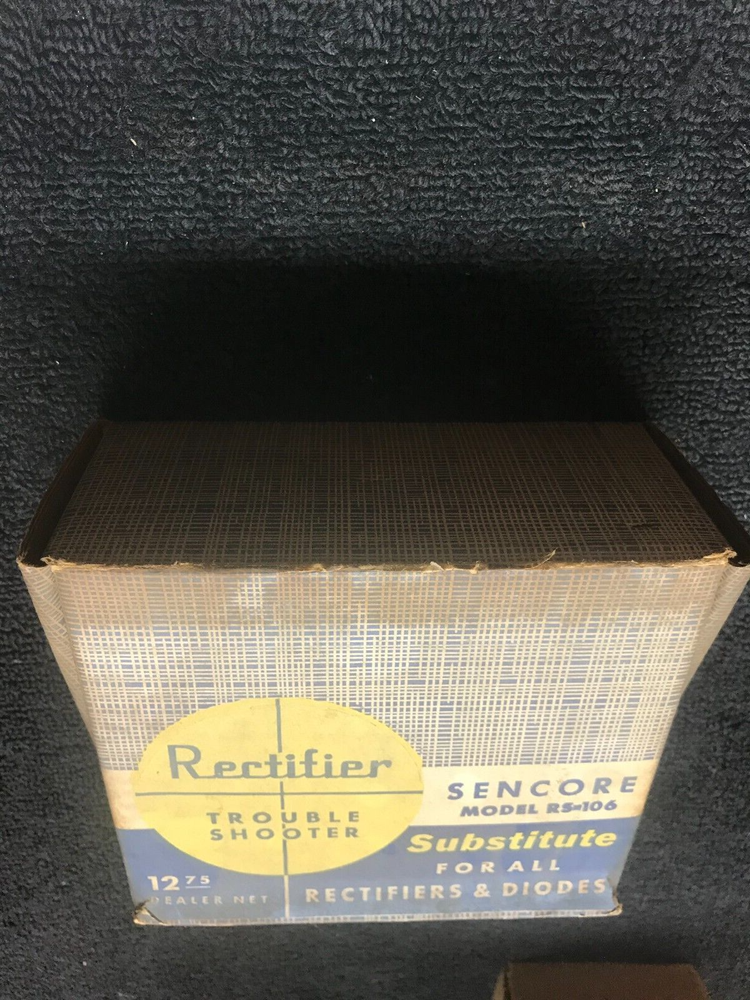 Rectifier
TROUBLE
SHOOTER
SENCORE
MODEL RS-106
Substitute
FOR ALL
RECTIFIERS & DIODES
12 75
DEALER NET